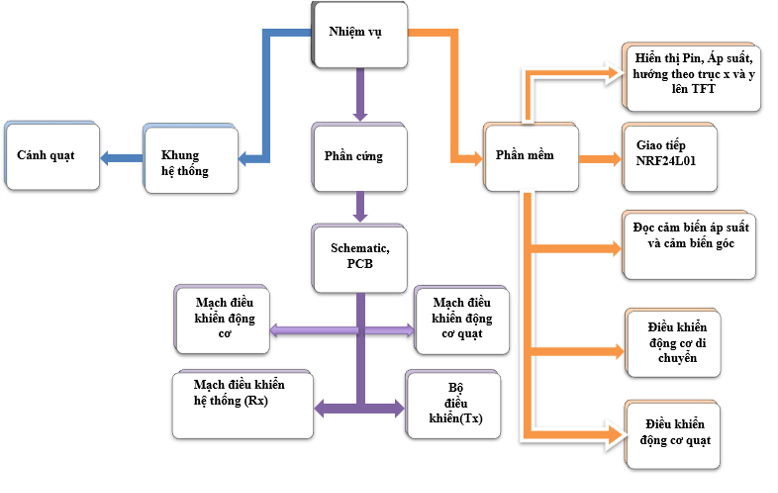 Nhiệm vụ
Hiển thị Pin, Áp suất,
hướng theo trục x và y
lên TFT
Cánh quạt
Khung
hệ thống
Phần cứng
Phần mềm
Giao tiếp
NRF24L01
Schematic,
PCB
Đọc cảm biến áp suất
và cảm biến góc
Mạch điều
khiển động
cơ
Mạch điều
khiển động
cơ quạt
Điều khiển
động cơ di
chuyển
Mạch điều khiển
hệ thống (Rx)
Bộ
điều
khiển(Tx)
Điều khiển
động cơ quạt